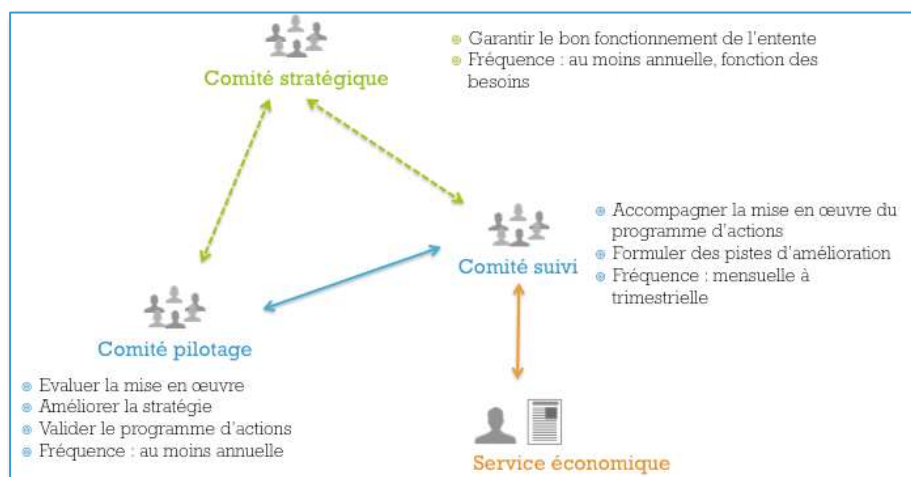 Comité stratégique
Garantir le bon fonctionnement de l'entente
Fréquence : au moins annuelle, fonction des
besoins
Comité suivi
Accompagner la mise en œuvre du
programme d'actions
Formuler des pistes d'amélioration
Fréquence : mensuelle à
trimestrielle
Comité pilotage
Evaluer la mise en œuvre
Améliorer la stratégie
Valider le programme d'actions
Fréquence : au moins annuelle
Service économique